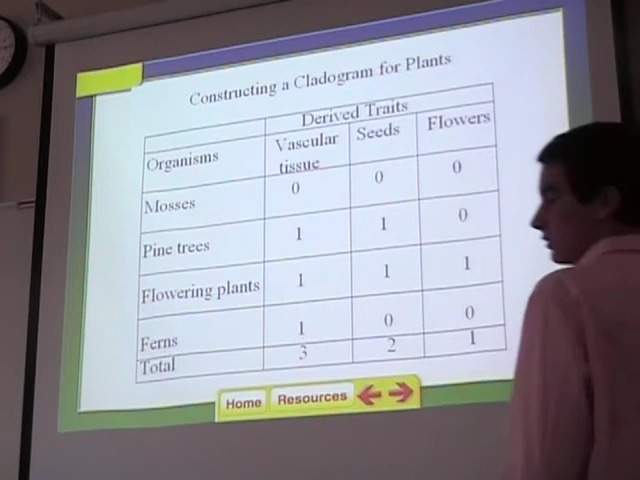 Constructing a Cladogram for Plants
Derived Traits
Organisms Vascular tissue Seeds Flowers
Mosses 0 0 0
Pine trees 1 1 0
Flowering plants 1 1 1
Ferns 1 0 0
Total 3 2 1
Home Resources